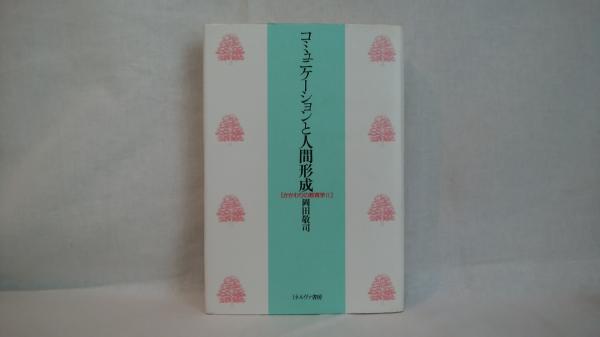 コミュニケーションと人間形成
[かかわりの教育学II]
岡田敬司
ミネルヴァ書房